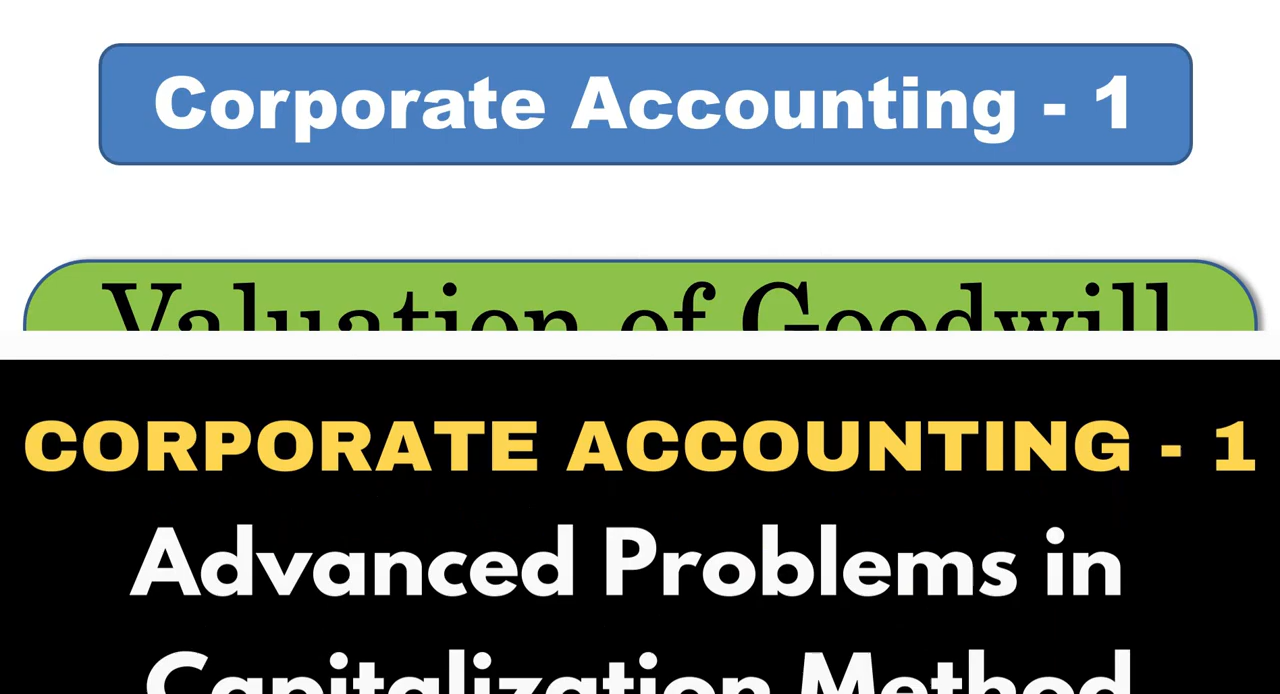 Corporate Accounting - 1
Valuation of Goodwill
CORPORATE ACCOUNTING - 1
Advanced Problems in
Capitalization Method